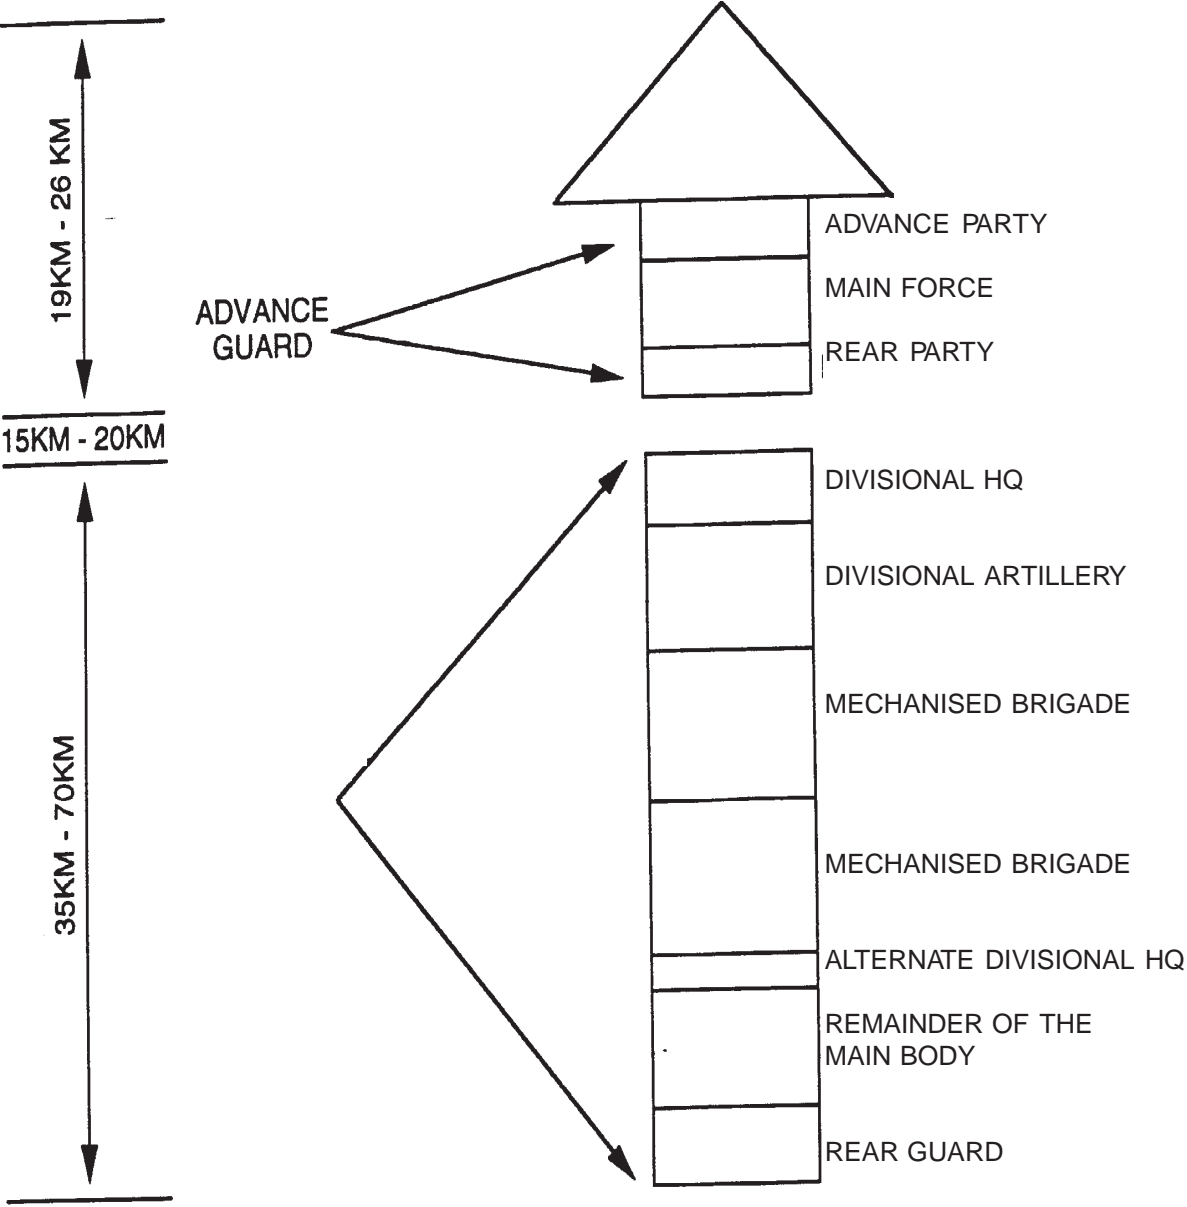 19KM - 26 KM
ADVANCE PARTY
MAIN FORCE
ADVANCE
GUARD
REAR PARTY
15KM - 20KM
DIVISIONAL HQ
DIVISIONAL ARTILLERY
MECHANISED BRIGADE
35KM - 70KM
MECHANISED BRIGADE
ALTERNATE DIVISIONAL HQ
REMAINDER OF THE
MAIN BODY
REAR GUARD